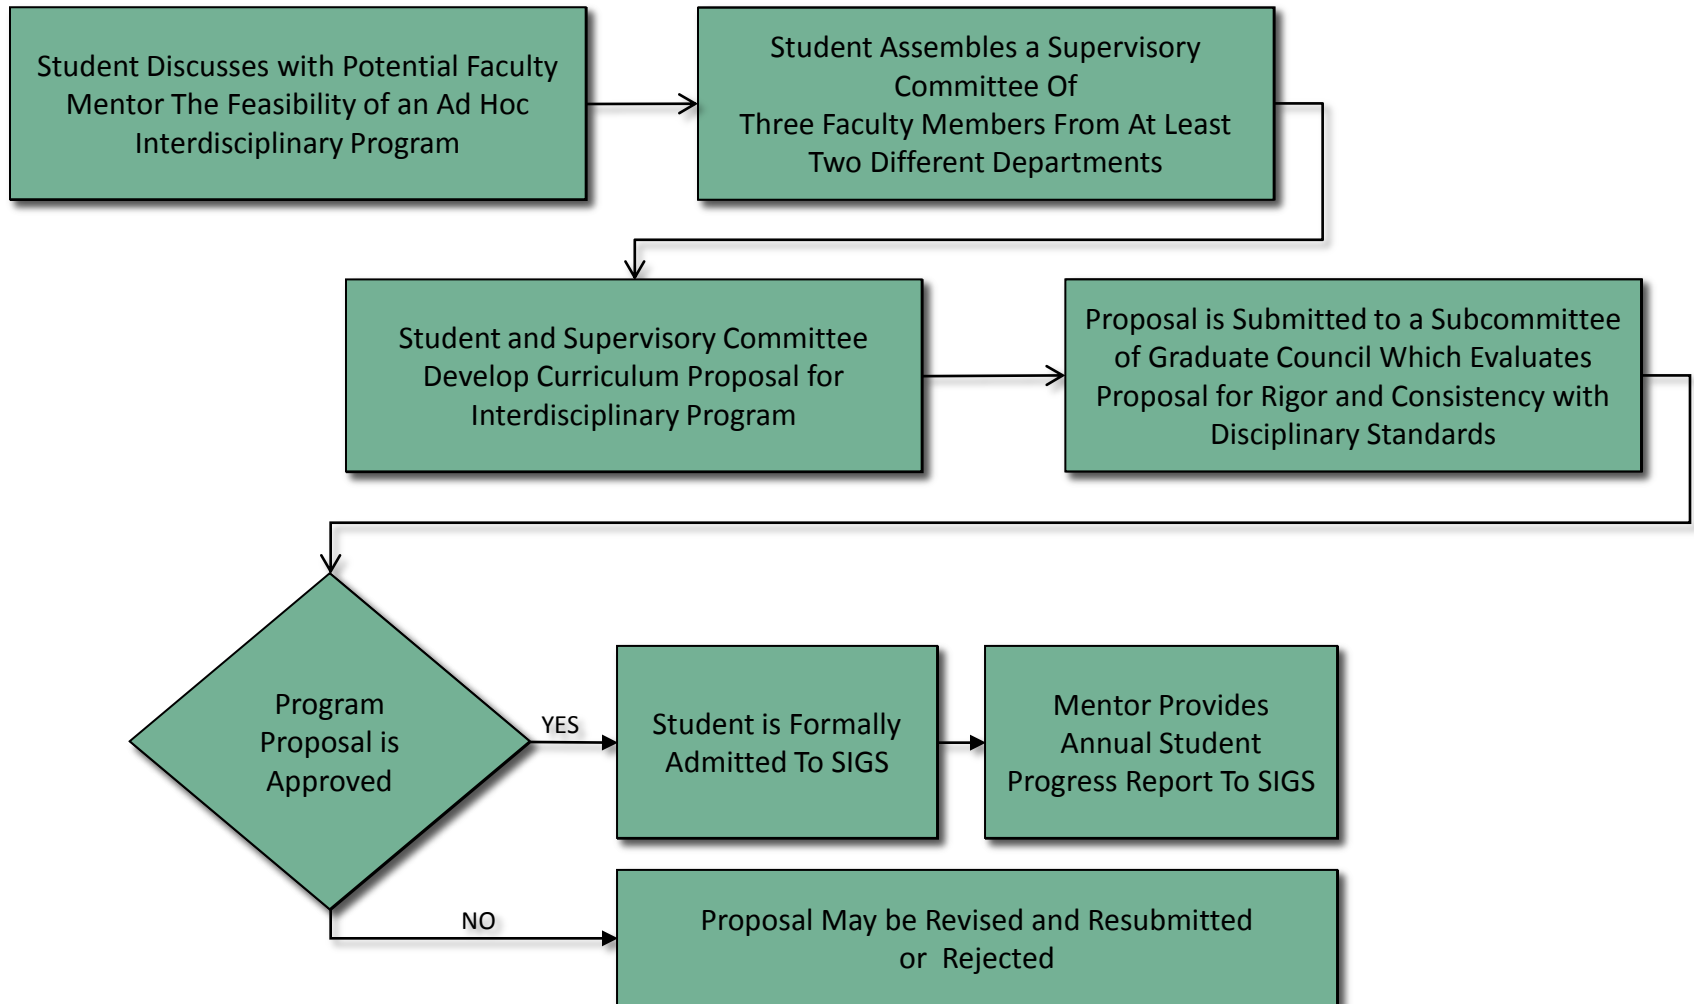 Student Discusses with Potential Faculty
Mentor The Feasibility of an Ad Hoc
Interdisciplinary Program
Student Assembles a Supervisory
Committee Of
Three Faculty Members From At Least
Two Different Departments
Student and Supervisory Committee
Develop Curriculum Proposal for
Interdisciplinary Program
Proposal is Submitted to a Subcommittee
of Graduate Council Which Evaluates
Proposal for Rigor and Consistency with
Disciplinary Standards
Program
Proposal is
Approved
YES
Student is Formally
Admitted To SIGS
Mentor Provides
Annual Student
Progress Report To SIGS
NO
Proposal May be Revised and Resubmitted
or Rejected